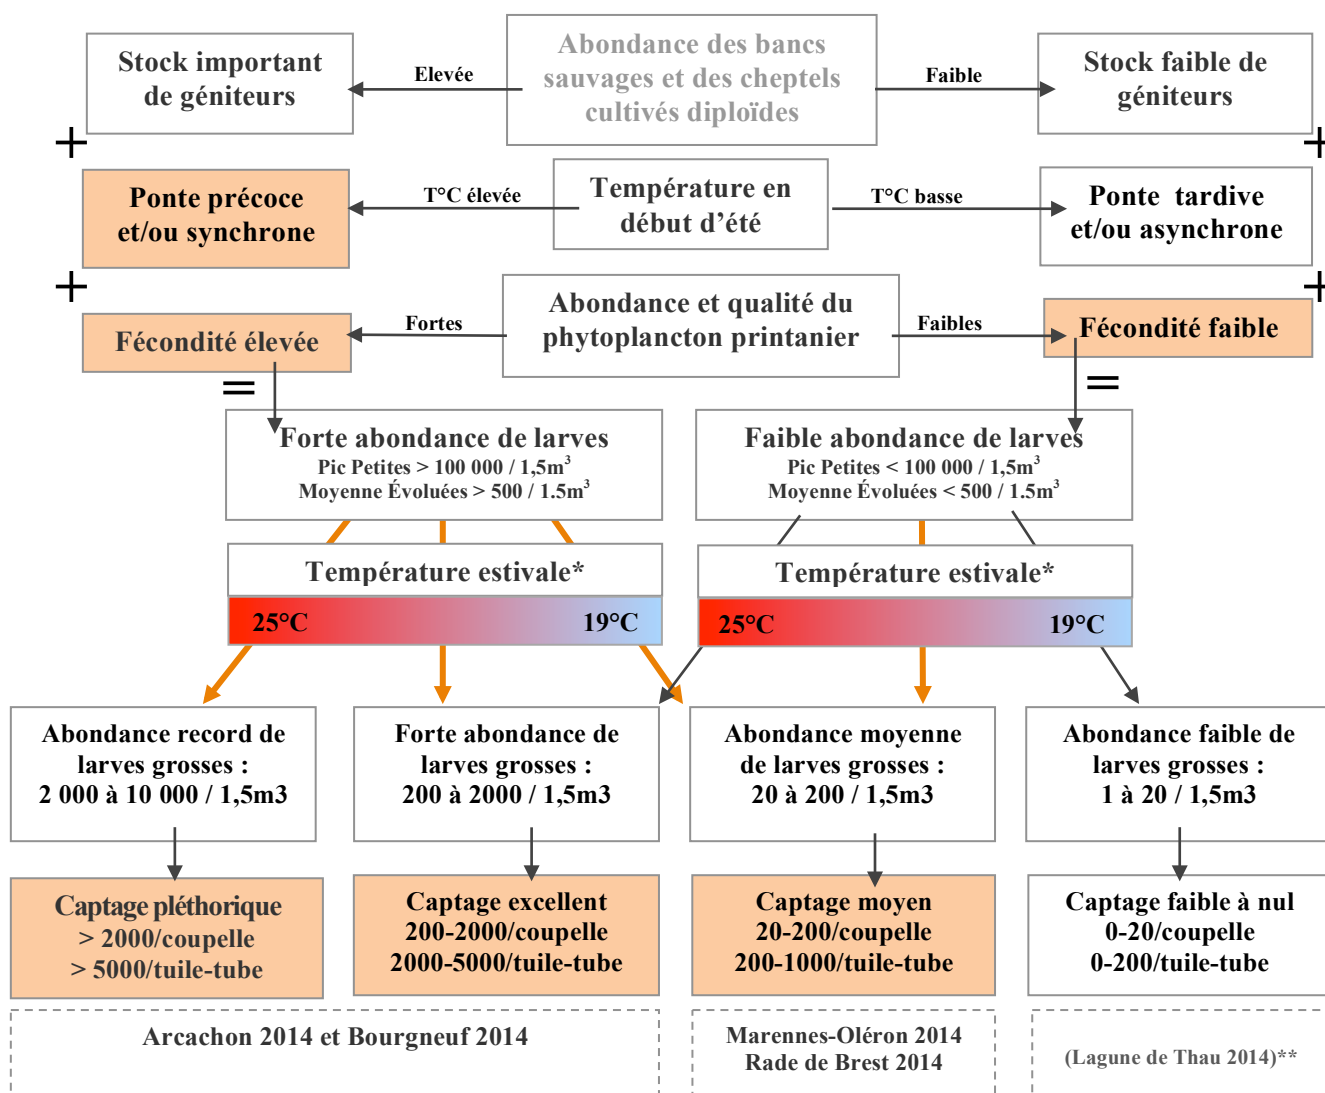 Stock important
de géniteurs
Elevée
Abondance des bancs
sauvages et des cheptels
cultivés diploïdes
Faible
Stock faible de
géniteurs
+
+
Ponte précoce
et/ou synchrone
T°C élevée
Température en
début d'été
T°C basse
Ponte tardive
et/ou asynchrone
+
+
Fécondité élevée
Fortes
Abondance et qualité du
phytoplancton printanier
Faibles
Fécondité faible
=
=
Forte abondance de larves
Pic Petites > 100 000 / 1,5m³
Moyenne Évoluées > 500 / 1.5m³
Faible abondance de larves
Pic Petites < 100 000 / 1,5m³
Moyenne Évoluées < 500 / 1.5m³
Température estivale*
25°C 19°C
Température estivale*
25°C 19°C
Abondance record de
larves grosses :
2 000 à 10 000 / 1,5m3
Forte abondance de
larves grosses :
200 à 2000 / 1,5m3
Abondance moyenne
de larves grosses :
20 à 200 / 1,5m3
Abondance faible de
larves grosses :
1 à 20 / 1,5m3
Captage pléthorique
> 2000/coupelle
> 5000/tuile-tube
Captage excellent
200-2000/coupelle
2000-5000/tuile-tube
Captage moyen
20-200/coupelle
200-1000/tuile-tube
Captage faible à nul
0-20/coupelle
0-200/tuile-tube
Arcachon 2014 et Bourgneuf 2014
Marennes-Oléron 2014
Rade de Brest 2014
(Lagune de Thau 2014)**